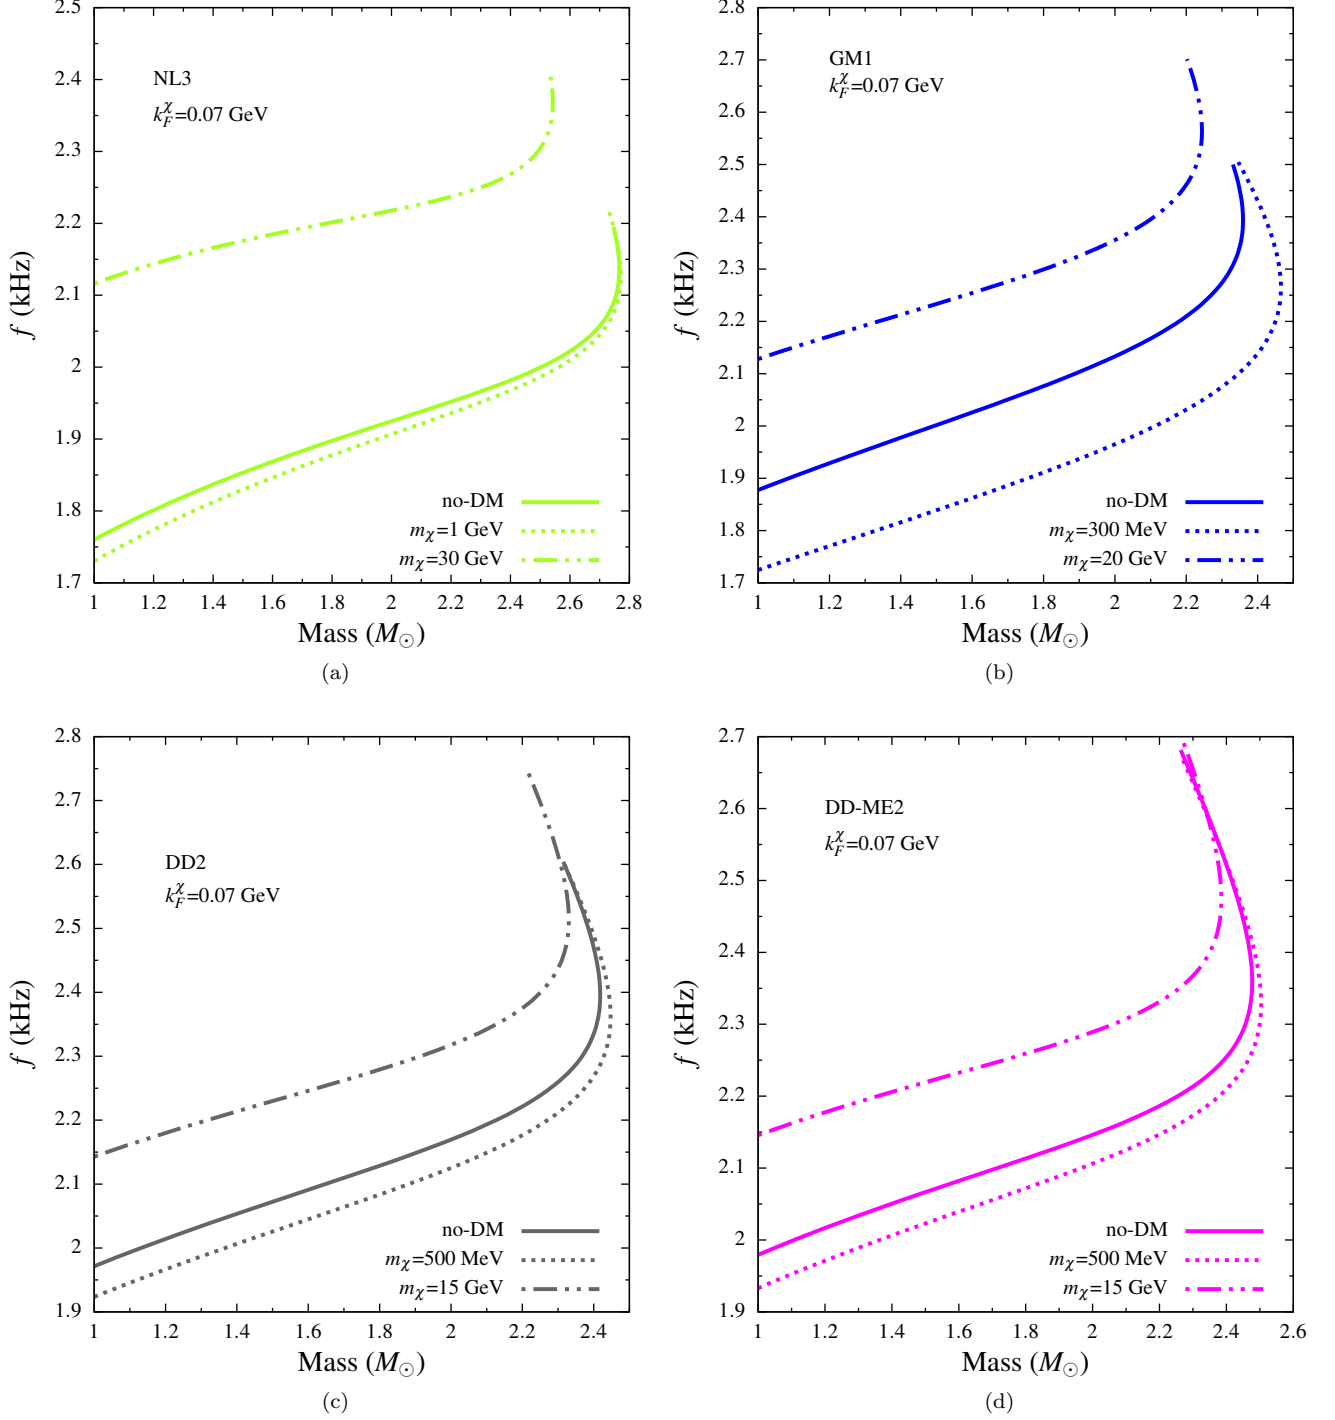 2.5
2.4
2.3
2.2
2.1
2
1.9
1.8
1.7
f (kHz)
NL3
k_F^χ=0.07 GeV
no-DM
m_χ=1 GeV
m_χ=30 GeV
1 1.2 1.4 1.6 1.8 2 2.2 2.4 2.6 2.8
Mass (M_⊙)
(a)
2.8
2.7
2.6
2.5
2.4
2.3
2.2
2.1
2
1.9
1.8
1.7
f (kHz)
GM1
k_F^χ=0.07 GeV
no-DM
m_χ=300 MeV
m_χ=20 GeV
1 1.2 1.4 1.6 1.8 2 2.2 2.4
Mass (M_⊙)
(b)
2.8
2.7
2.6
2.5
2.4
2.3
2.2
2.1
2
1.9
f (kHz)
DD2
k_F^χ=0.07 GeV
no-DM
m_χ=500 MeV
m_χ=15 GeV
1 1.2 1.4 1.6 1.8 2 2.2 2.4
Mass (M_⊙)
(c)
2.7
2.6
2.5
2.4
2.3
2.2
2.1
2
1.9
f (kHz)
DD-ME2
k_F^χ=0.07 GeV
no-DM
m_χ=500 MeV
m_χ=15 GeV
1 1.2 1.4 1.6 1.8 2 2.2 2.4 2.6
Mass (M_⊙)
(d)